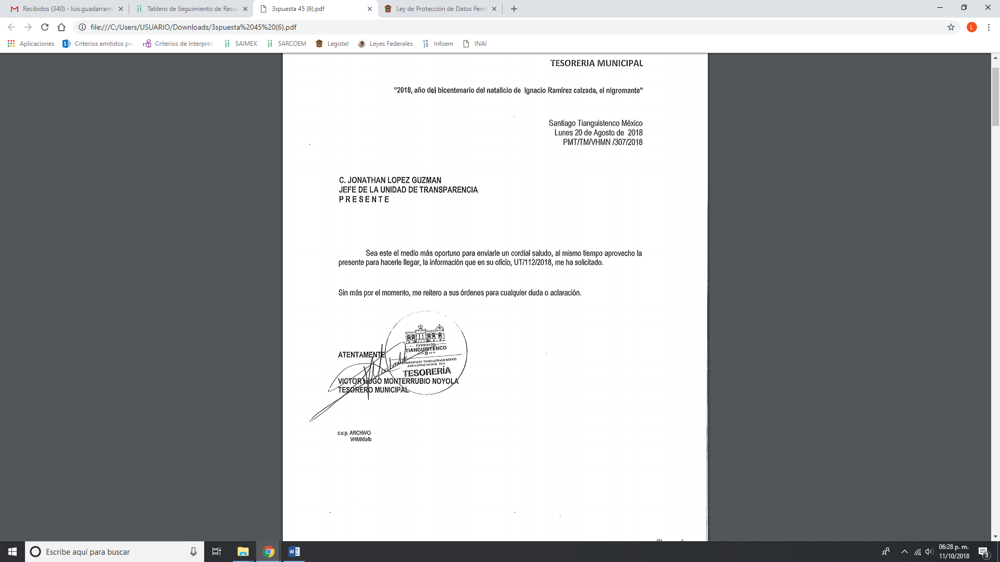 Recibidos (340) - luis.guadarrama
Tablero de Seguimiento de Recur
3spuesta 45 (6).pdf
Ley de Protección de Datos Perso
file:///C:/Users/USUARIO/Downloads/3spuesta%2045%20(6).pdf
L
Aplicaciones
Criterios emitidos po
Criterios de Interpret
SAIMEX
SARCOEM
Legistel
Leyes Federales
Infoem
INAI
TESORERIA MUNICIPAL
“2018, año del bicentenario del natalicio de Ignacio Ramírez calzada, el nigromante”
Santiago Tianguistenco México
Lunes 20 de Agosto de 2018
PMT/TM/VHMN /307/2018
C. JONATHAN LOPEZ GUZMAN
JEFE DE LA UNIDAD DE TRANSPARENCIA
P R E S E N T E
Sea este el medio más oportuno para enviarle un cordial saludo, al mismo tiempo aprovecho la
presente para hacerle llegar, la información que en su oficio, UT/112/2018, me ha solicitado.
Sin más por el momento, me reitero a sus órdenes para cualquier duda o aclaración.
CAMBIANDO
TIANGUISTENCO
ATENTAMENTE
TESORERÍA
VICTOR HUGO MONTERRUBIO NOYOLA
TESORERO MUNICIPAL
c.c.p. ARCHIVO
VHMN/afb
Escribe aquí para buscar
06:28 p. m.
11/10/2018
3